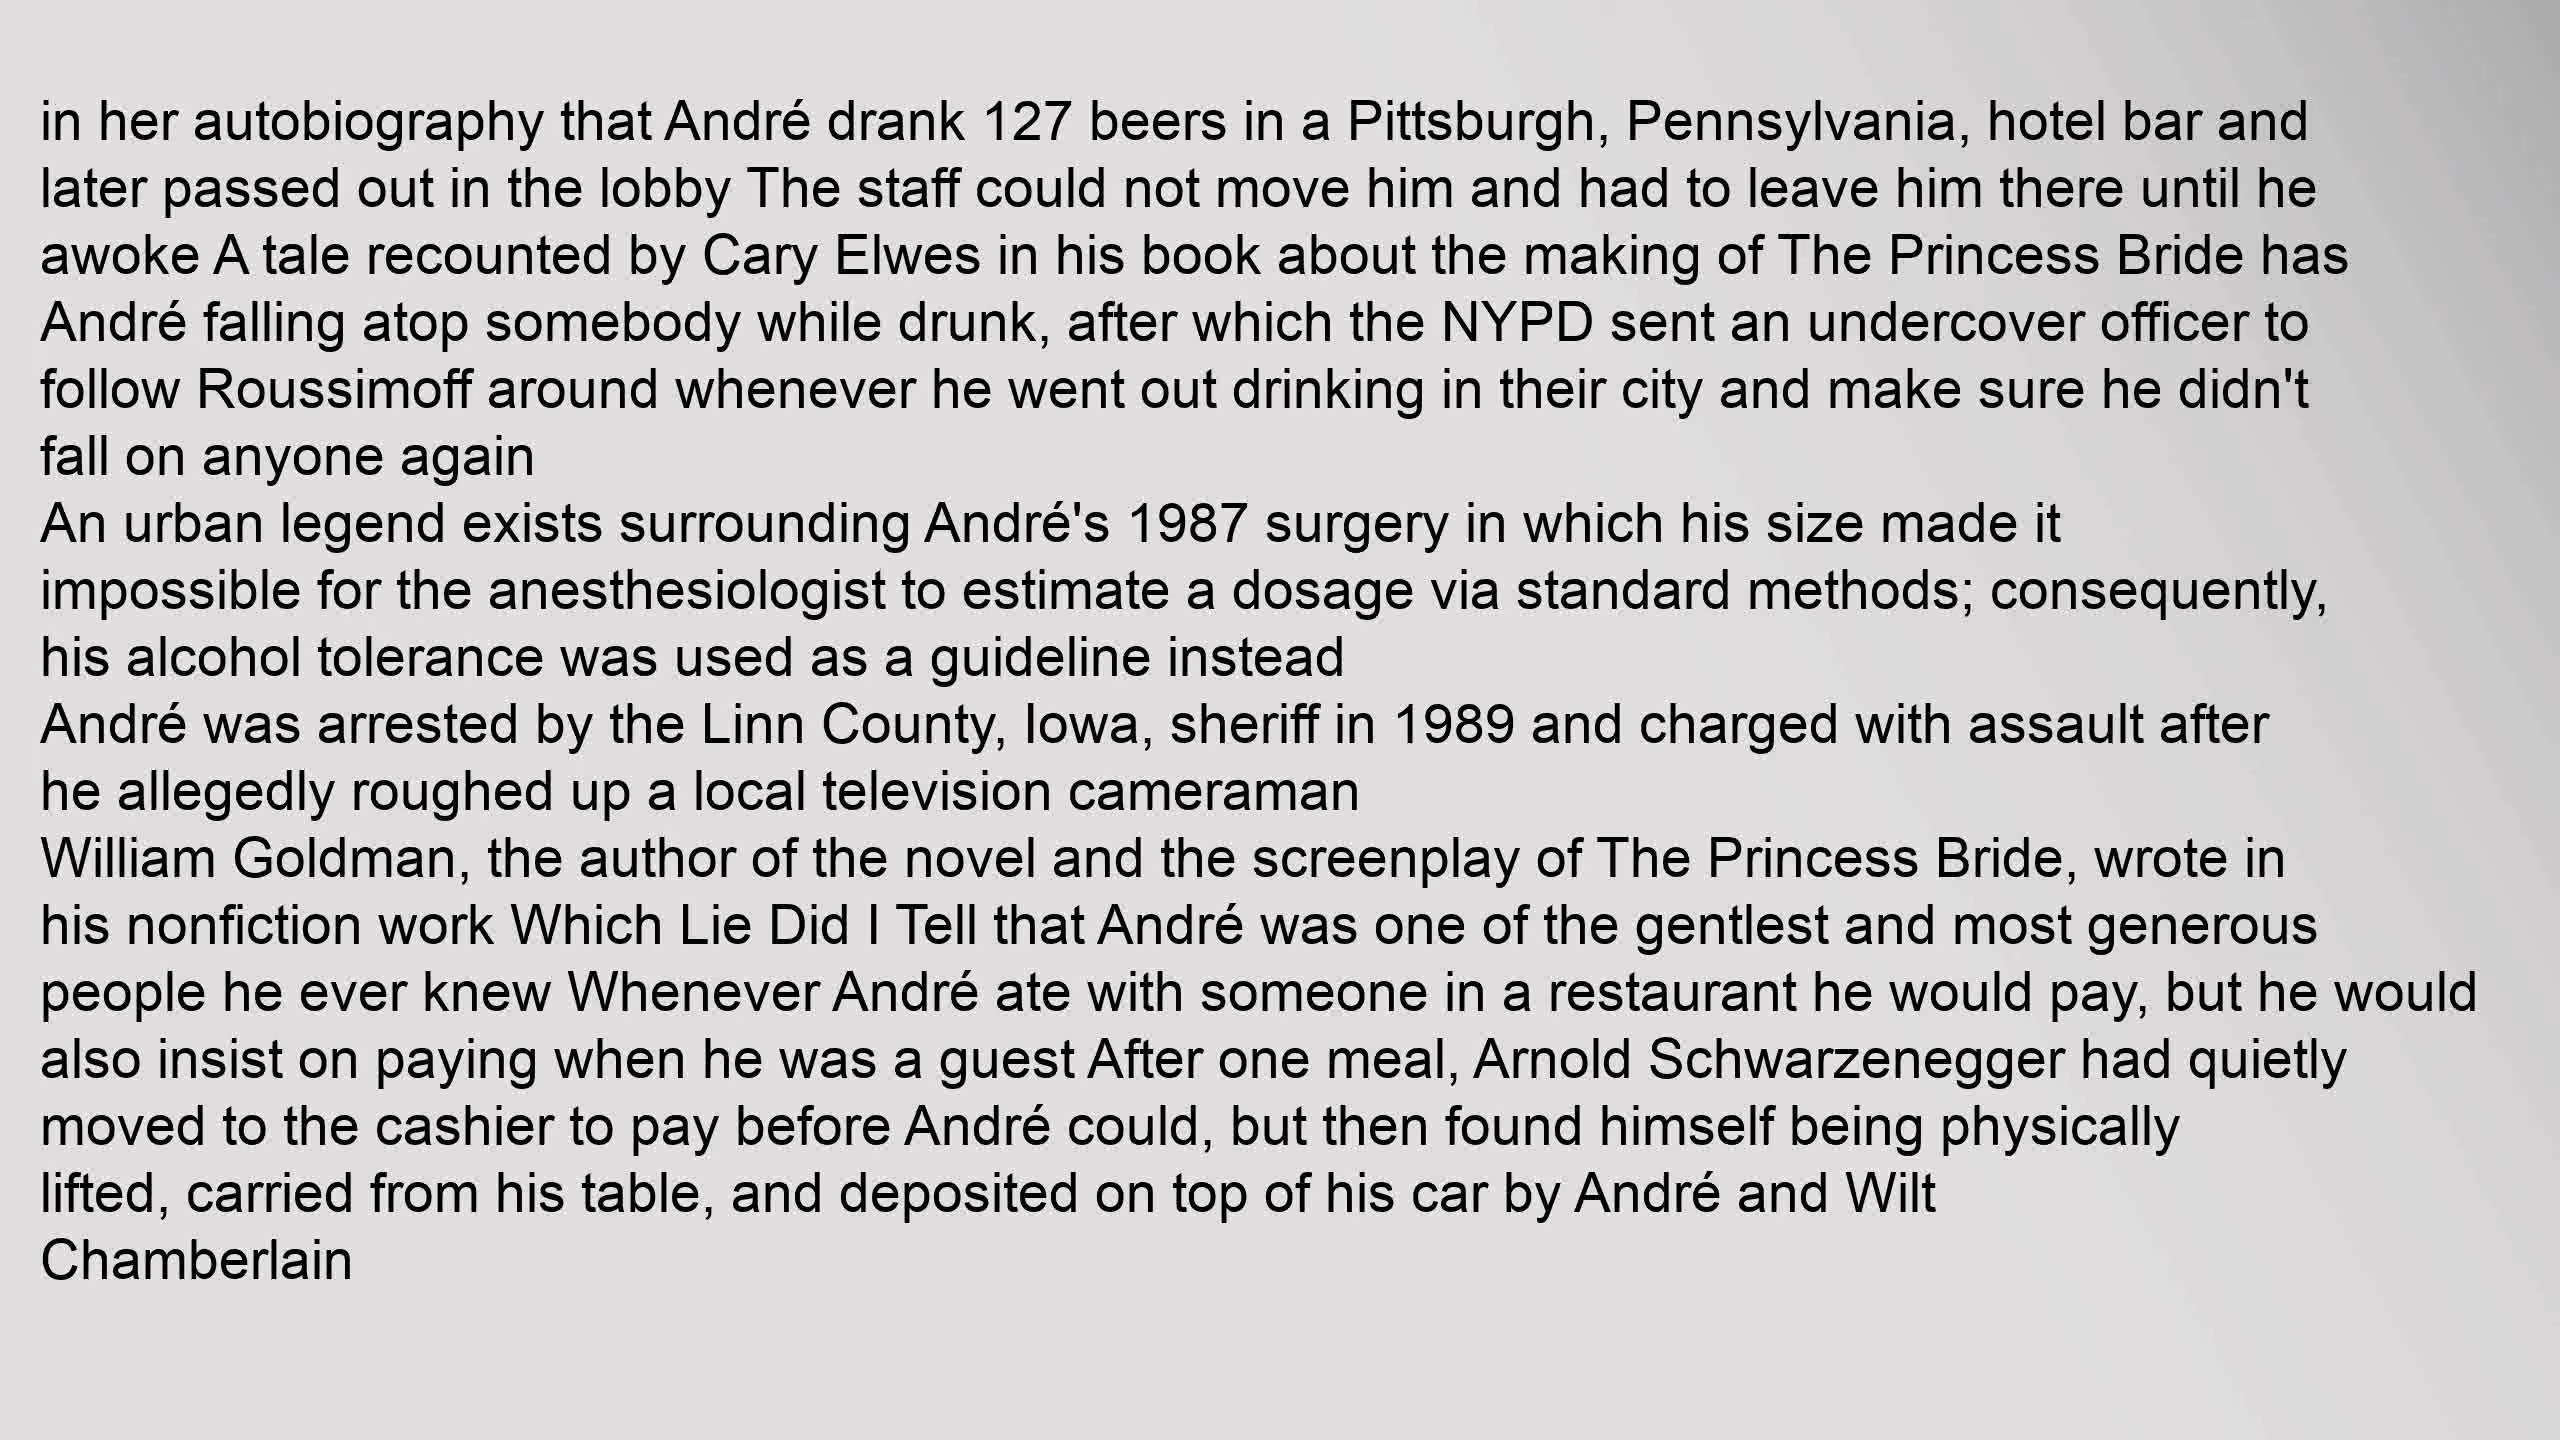 in her autobiography that André drank 127 beers in a Pittsburgh, Pennsylvania, hotel bar and
later passed out in the lobby The staff could not move him and had to leave him there until he
awoke A tale recounted by Cary Elwes in his book about the making of The Princess Bride has
André falling atop somebody while drunk, after which the NYPD sent an undercover officer to
follow Roussimoff around whenever he went out drinking in their city and make sure he didn't
fall on anyone again
An urban legend exists surrounding André's 1987 surgery in which his size made it
impossible for the anesthesiologist to estimate a dosage via standard methods; consequently,
his alcohol tolerance was used as a guideline instead
André was arrested by the Linn County, Iowa, sheriff in 1989 and charged with assault after
he allegedly roughed up a local television cameraman
William Goldman, the author of the novel and the screenplay of The Princess Bride, wrote in
his nonfiction work Which Lie Did I Tell that André was one of the gentlest and most generous
people he ever knew Whenever André ate with someone in a restaurant he would pay, but he would
also insist on paying when he was a guest After one meal, Arnold Schwarzenegger had quietly
moved to the cashier to pay before André could, but then found himself being physically
lifted, carried from his table, and deposited on top of his car by André and Wilt
Chamberlain